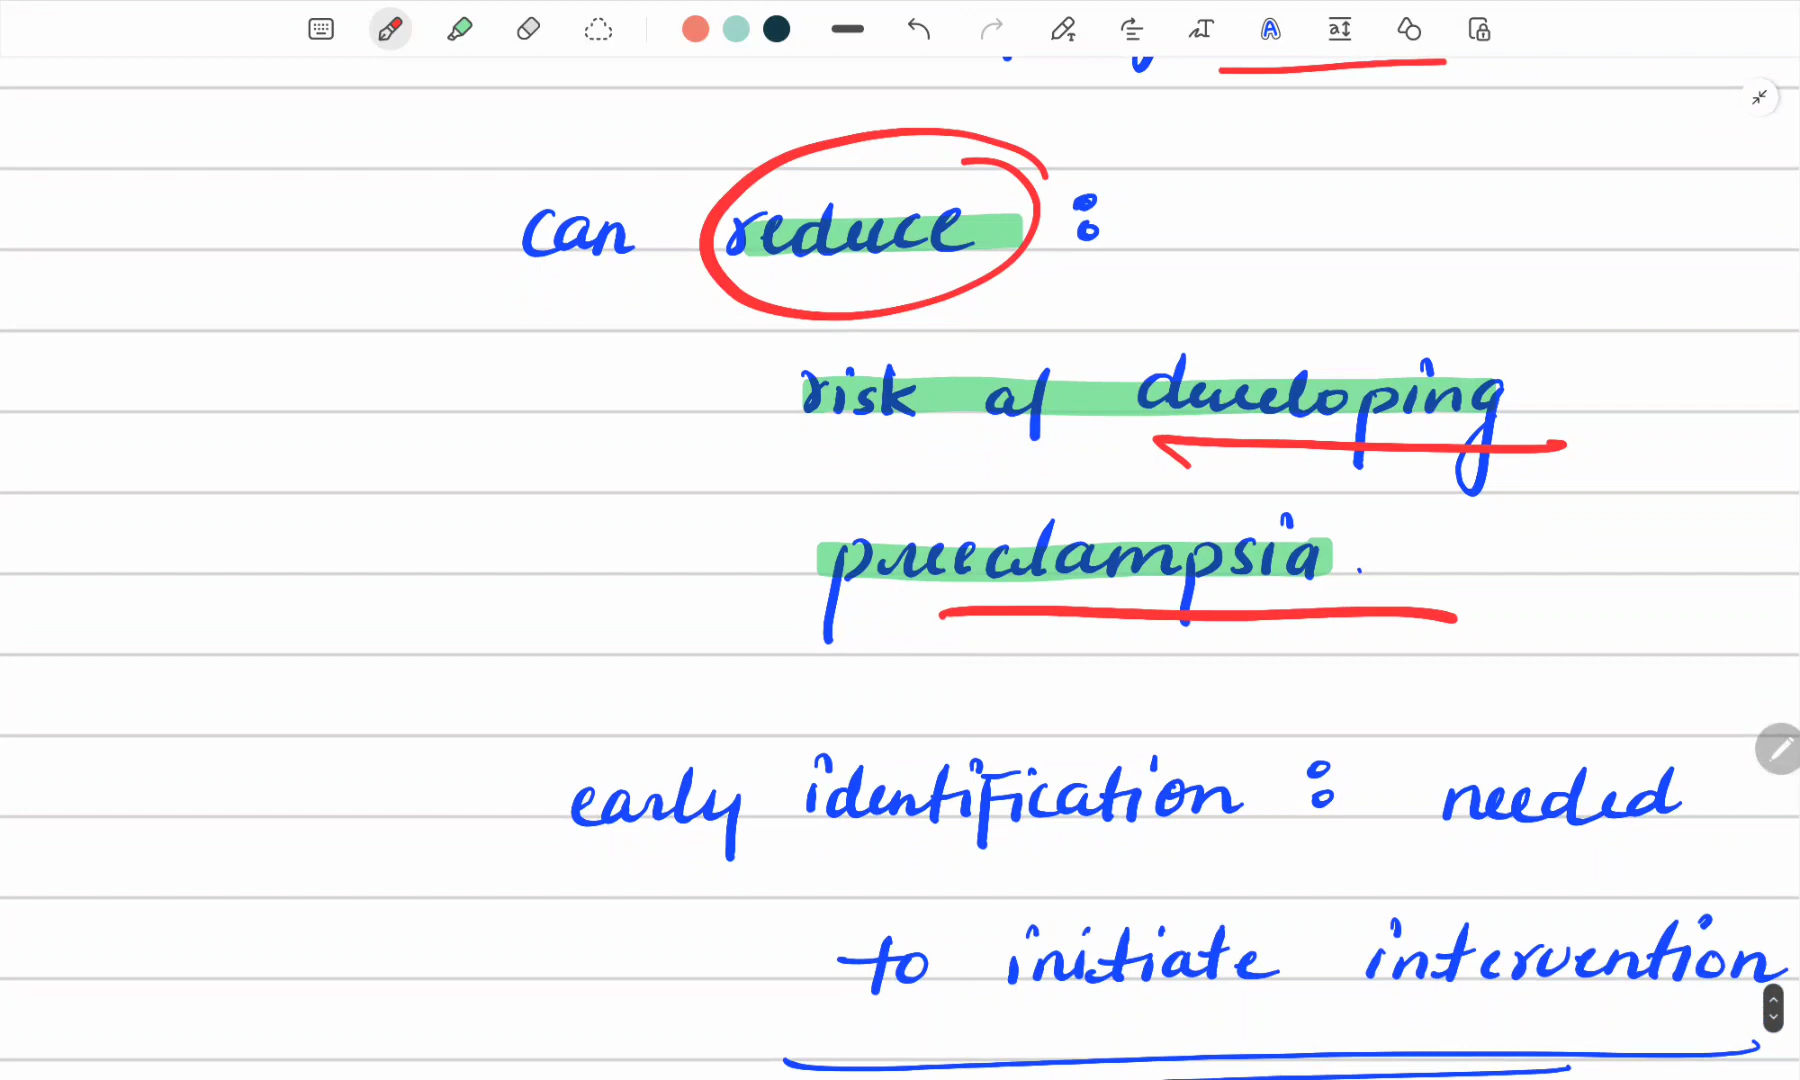 can reduce :
risk of developing
preeclampsia.
early identification : needed
to initiate intervention